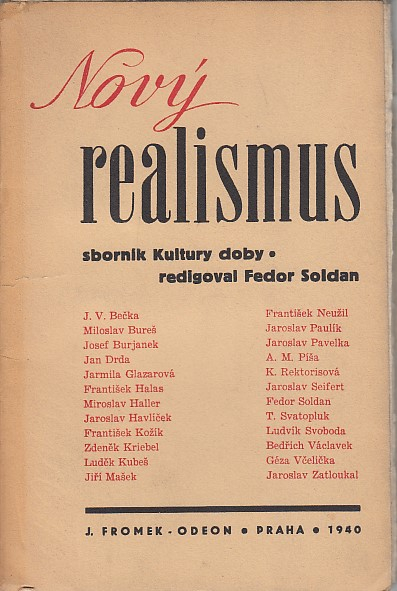 Nový
realismus
sborník Kultury doby •
redigoval Fedor Soldan
J. V. Bečka
Miloslav Bureš
Josef Burjanek
Jan Drda
Jarmila Glazarová
František Halas
Miroslav Haller
Jaroslav Havlíček
František Kožík
Zdeněk Kriebel
Luděk Kubeš
Jiří Mašek
František Neužil
Jaroslav Paulík
Jaroslav Pavelka
A. M. Píša
K. Rektorisová
Jaroslav Seifert
Fedor Soldan
T. Svatopluk
Ludvík Svoboda
Bedřich Václavek
Géza Včelička
Jaroslav Zatloukal
J. FROMEK - ODEON • PRAHA • 1940